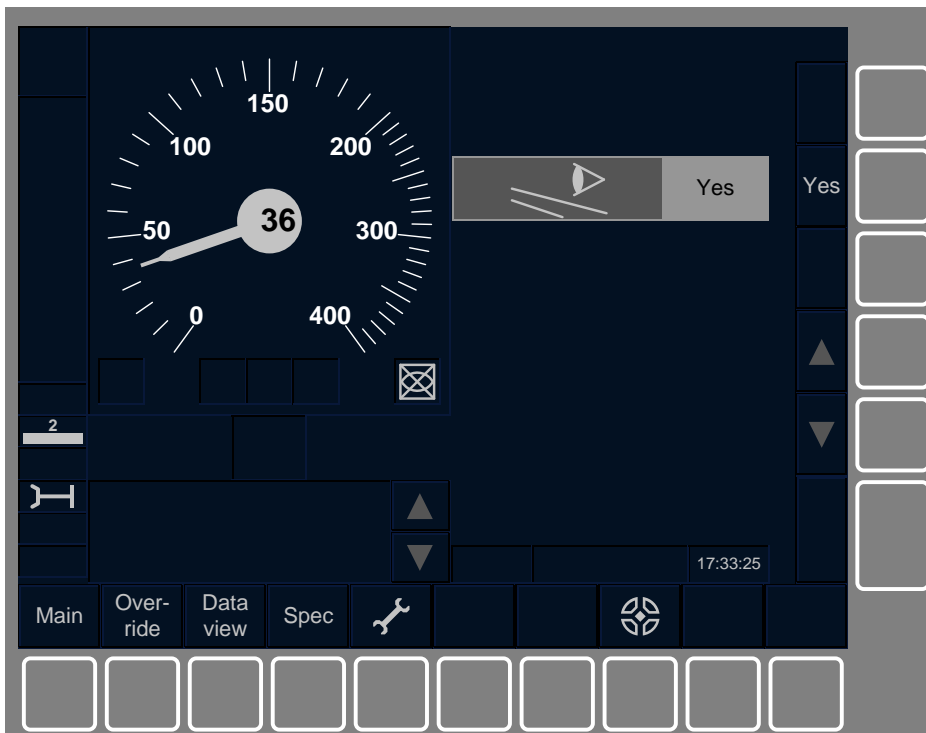 150
100
200
50
36
300
0
400
Yes
Yes
2
17:33:25
Main
Over-
ride
Data
view
Spec